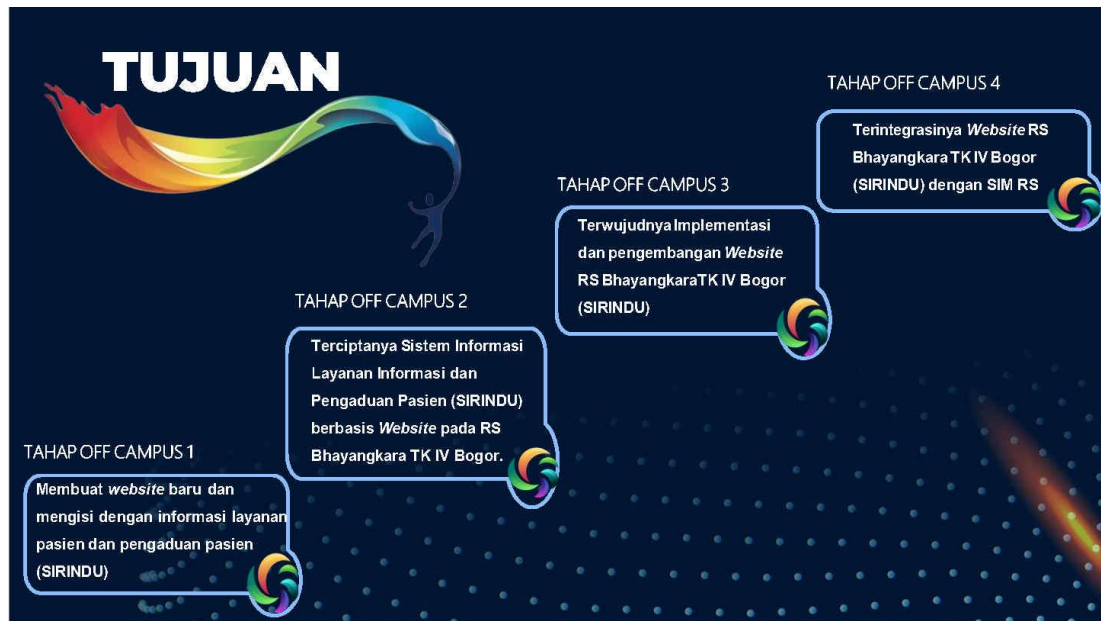 TUJUAN
TAHAP OFF CAMPUS 1
Membuat website baru dan
mengisi dengan informasi layanan
pasien dan pengaduan pasien
(SIRINDU)
TAHAP OFF CAMPUS 2
Terciptanya Sistem Informasi
Layanan Informasi dan
Pengaduan Pasien (SIRINDU)
berbasis Website pada RS
Bhayangkara TK IV Bogor.
TAHAP OFF CAMPUS 3
Terwujudnya Implementasi
dan pengembangan Website
RS Bhayangkara TK IV Bogor
(SIRINDU)
TAHAP OFF CAMPUS 4
Terintegrasinya Website RS
Bhayangkara TK IV Bogor
(SIRINDU) dengan SIM RS